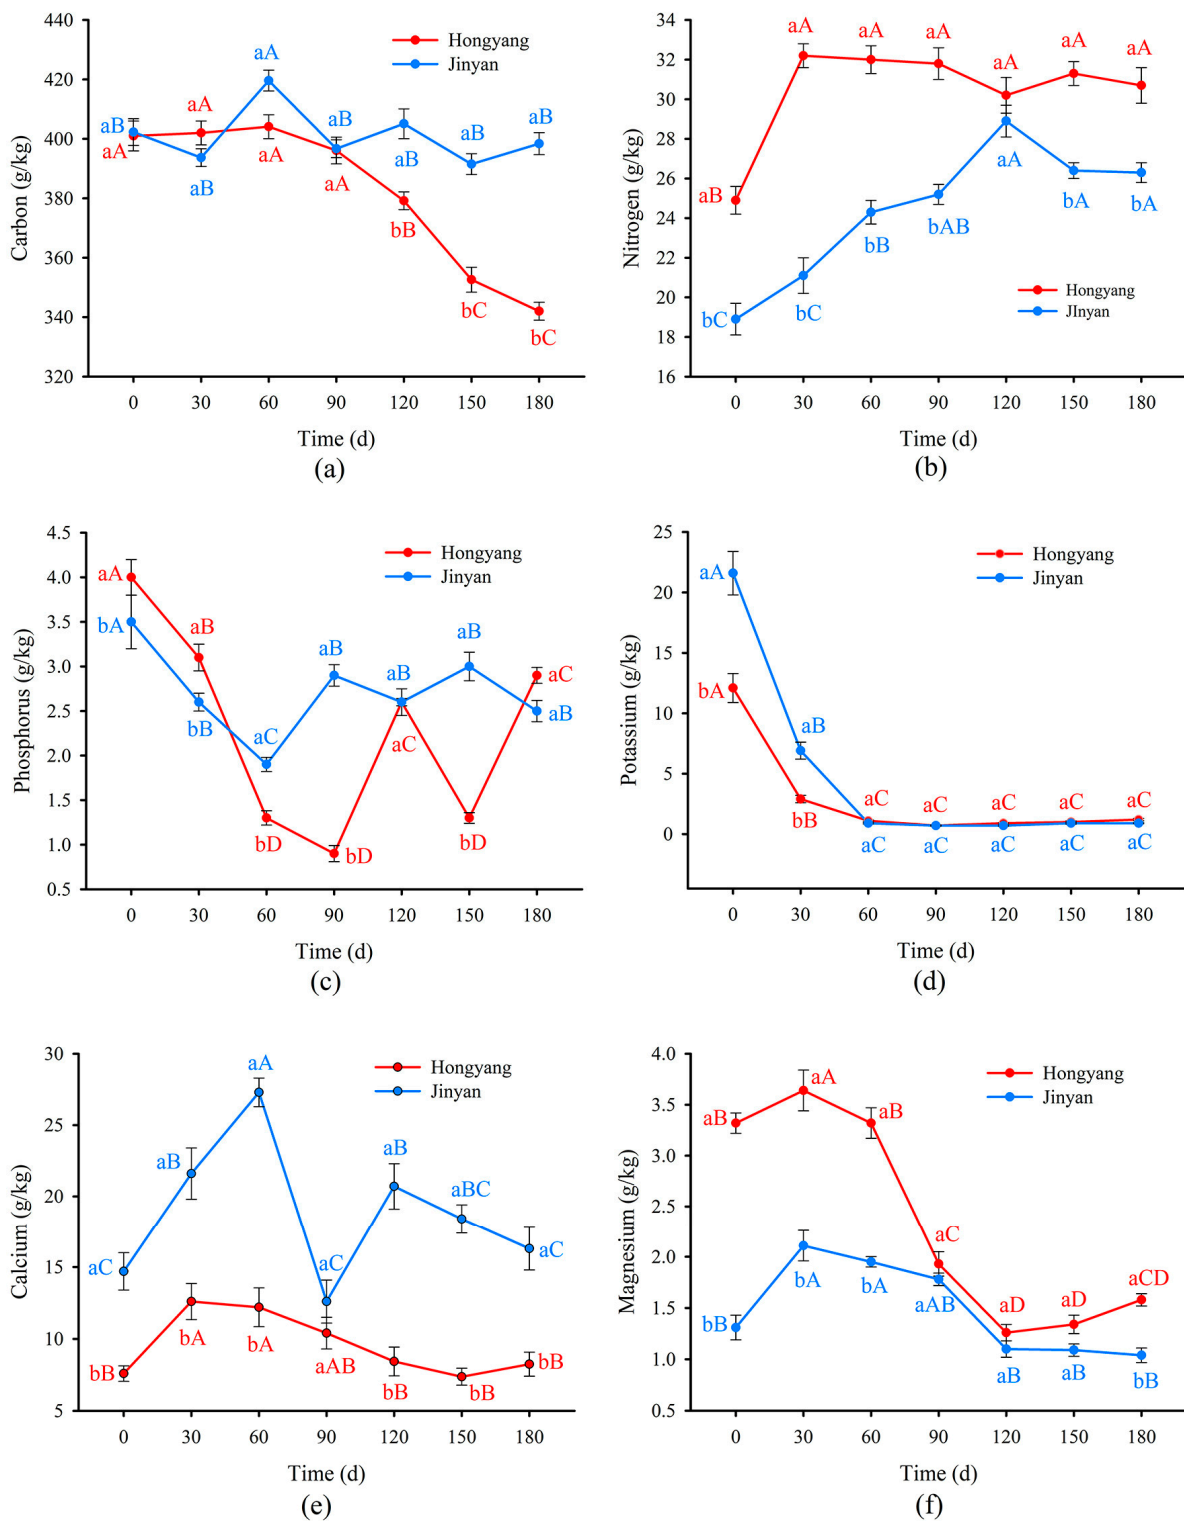 440
420
400
380
360
340
320
Carbon (g/kg)
Hongyang
Jinyan
aB
aA
aA
aB
aA
aA
aB
aA
aB
bB
aB
bC
aB
bC
0 30 60 90 120 150 180
Time (d)
(a)
34
32
30
28
26
24
22
20
18
16
Nitrogen (g/kg)
Hongyang
JInyan
aB
aA
aA
aA
aA
aA
aA
bC
bC
bB
bAB
aA
bA
bA
0 30 60 90 120 150 180
Time (d)
(b)
4.5
4.0
3.5
3.0
2.5
2.0
1.5
1.0
0.5
Phosphorus (g/kg)
Hongyang
Jinyan
aA
bA
aB
bB
aC
bD
aB
bD
aB
aC
aB
bD
aC
aB
0 30 60 90 120 150 180
Time (d)
(c)
25
20
15
10
5
0
Potassium (g/kg)
Hongyang
Jinyan
aA
bA
aB
bB
aC aC aC aC aC
aC aC aC aC aC
0 30 60 90 120 150 180
Time (d)
(d)
30
25
20
15
10
5
Calcium (g/kg)
Hongyang
Jinyan
aC
aB
aA
aC
aB
aBC
aC
bB
bA
bA
aAB
bB
bB
bB
0 30 60 90 120 150 180
Time (d)
(e)
4.0
3.5
3.0
2.5
2.0
1.5
1.0
0.5
Magnesium (g/kg)
Hongyang
Jinyan
aB
aA
aB
aC
aD
aD
aCD
bB
bA
bA
aAB
aB
aB
bB
0 30 60 90 120 150 180
Time (d)
(f)